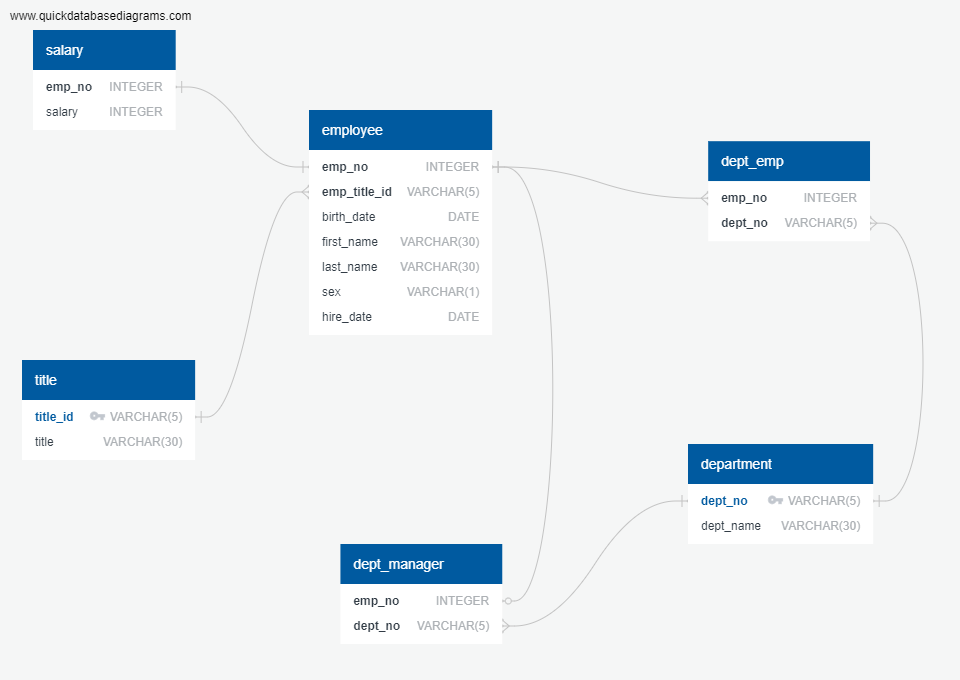 www.quickdatabasediagrams.com
salary
emp_no INTEGER
salary INTEGER
employee
emp_no INTEGER
emp_title_id VARCHAR(5)
birth_date DATE
first_name VARCHAR(30)
last_name VARCHAR(30)
sex VARCHAR(1)
hire_date DATE
dept_emp
emp_no INTEGER
dept_no VARCHAR(5)
title
title_id VARCHAR(5)
title VARCHAR(30)
department
dept_no VARCHAR(5)
dept_name VARCHAR(30)
dept_manager
emp_no INTEGER
dept_no VARCHAR(5)